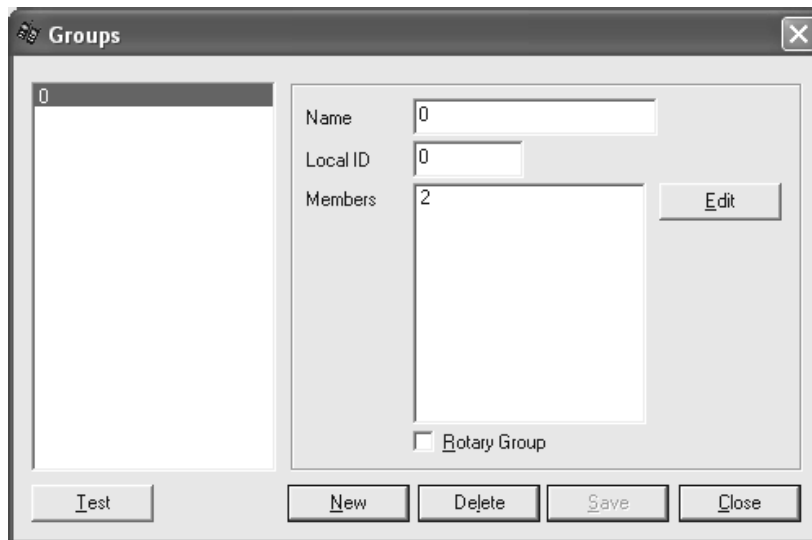 Groups
0
Name 0
Local ID 0
Members 2
Edit
Rotary Group
Test New Delete Save Close